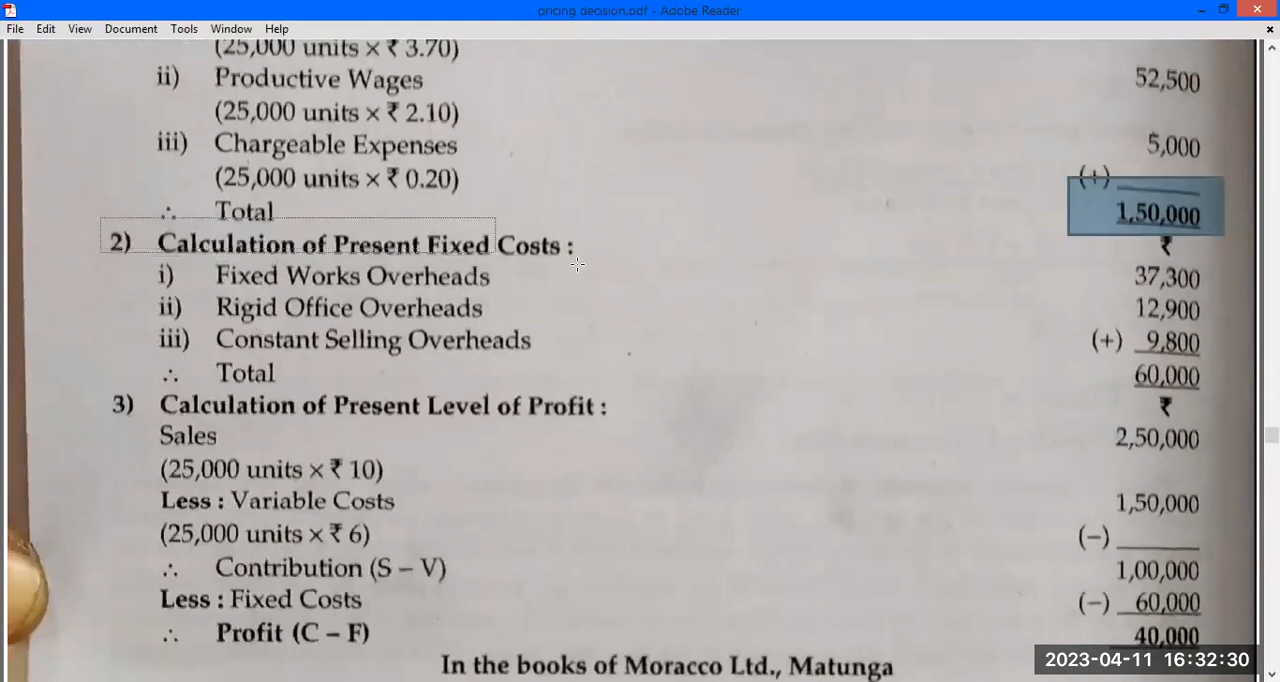 pricing decision.pdf - Adobe Reader
File Edit View Document Tools Window Help
(25,000 units × ₹ 3.70)
ii) Productive Wages 52,500
(25,000 units × ₹ 2.10)
iii) Chargeable Expenses 5,000
(25,000 units × ₹ 0.20) (+)
∴ Total 1,50,000
2) Calculation of Present Fixed Costs : ₹
i) Fixed Works Overheads 37,300
ii) Rigid Office Overheads 12,900
iii) Constant Selling Overheads (+) 9,800
∴ Total 60,000
3) Calculation of Present Level of Profit : ₹
Sales 2,50,000
(25,000 units × ₹ 10)
Less : Variable Costs 1,50,000
(25,000 units × ₹ 6) (–)
∴ Contribution (S – V) 1,00,000
Less : Fixed Costs (–) 60,000
∴ Profit (C – F) 40,000
In the books of Moracco Ltd., Matunga
2023-04-11 16:32:30